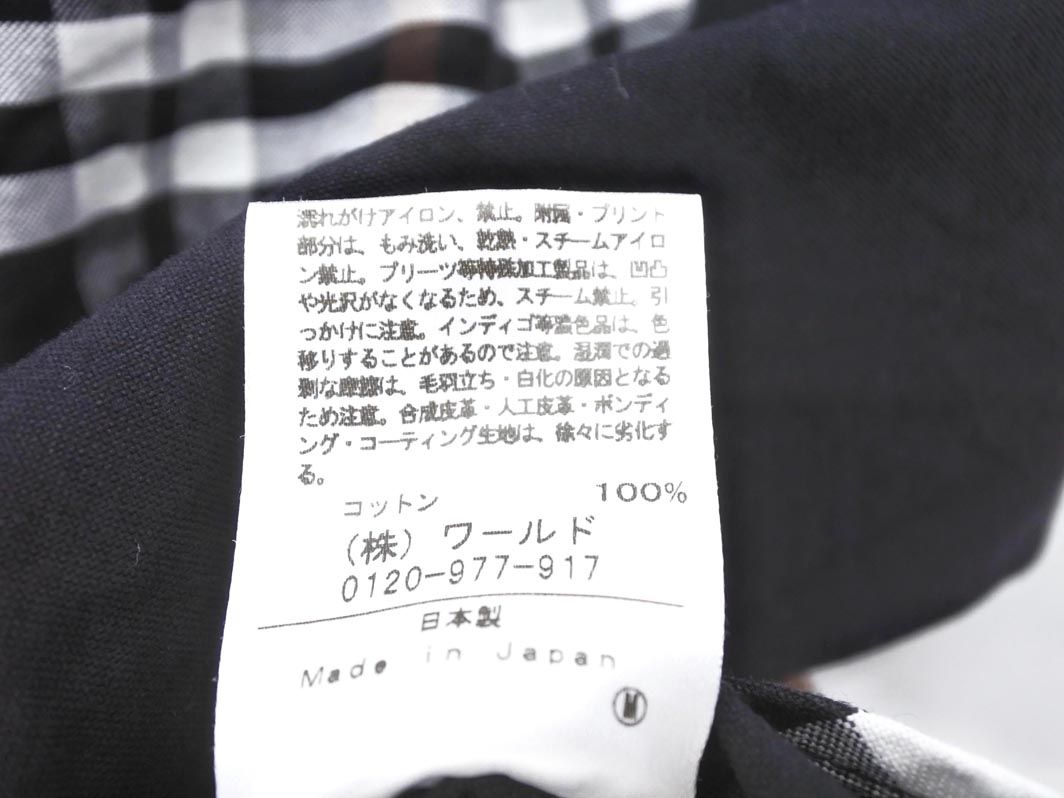 濡れがけアイロン、禁止。附属・プリント
部分は、もみ洗い、乾熱・スチームアイロ
ン禁止。プリーツ等特殊加工製品は、凹凸
や光沢がなくなるため、スチーム禁止。引
っかけに注意。インディゴ等濃色品は、色
移りすることがあるので注意。湿潤での過
剰な摩擦は、毛羽立ち・白化の原因となる
ため注意。合成皮革・人工皮革・ボンディ
ング・コーティング生地は、徐々に劣化す
る。
コットン 100%
(株) ワールド
0120-977-917
日本製
Made in Japan
M